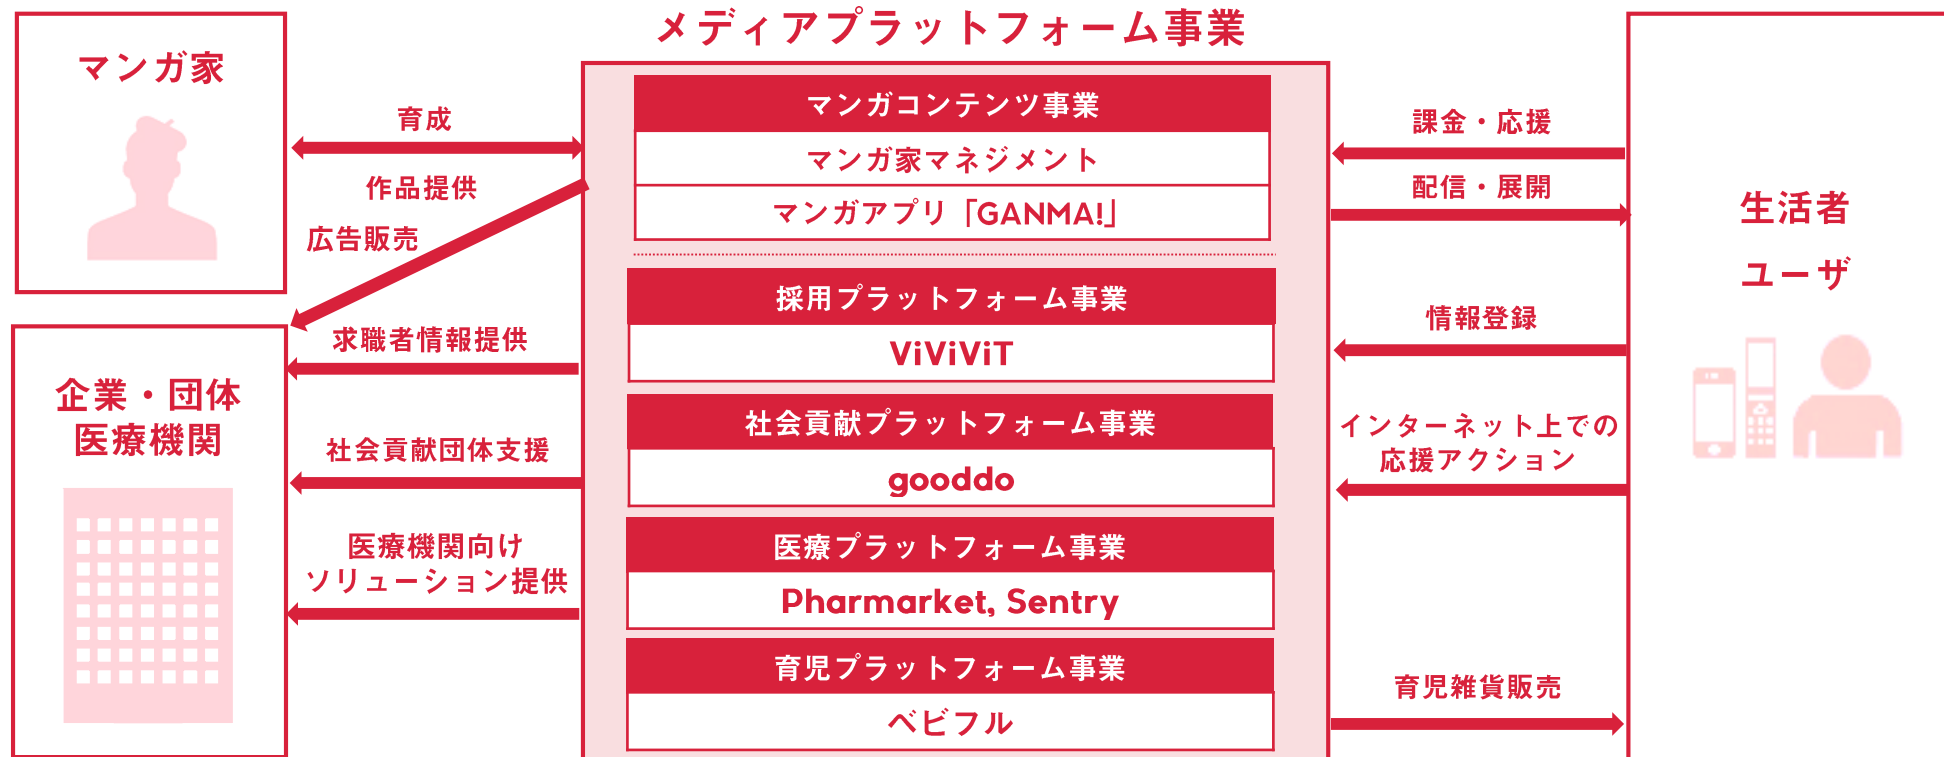 メディアプラットフォーム事業
マンガ家
育成
作品提供
広告販売
求職者情報提供
企業・団体
医療機関
社会貢献団体支援
医療機関向け
ソリューション提供
マンガコンテンツ事業
マンガ家マネジメント
マンガアプリ「GANMA!」
採用プラットフォーム事業
ViViViT
社会貢献プラットフォーム事業
gooddo
医療プラットフォーム事業
Pharmarket, Sentry
育児プラットフォーム事業
ベビフル
課金・応援
配信・展開
情報登録
インターネット上での
応援アクション
育児雑貨販売
生活者
ユーザ